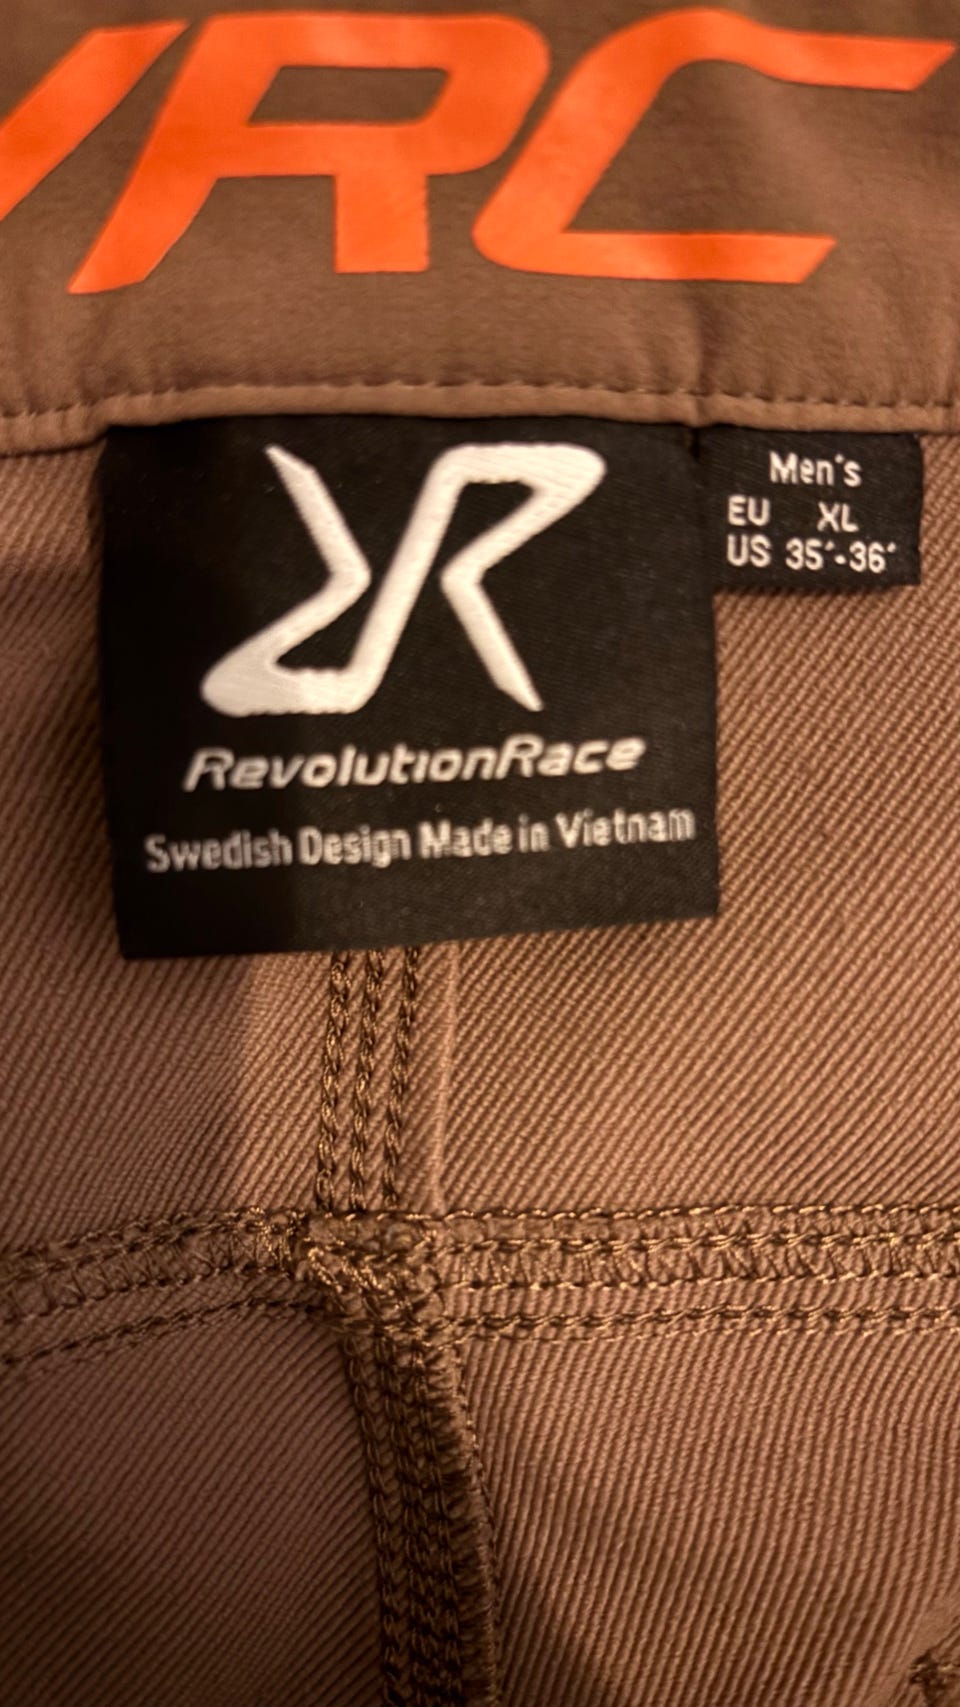 RC
Men's
EU XL
US 35"-36"
RevolutionRace
Swedish Design Made in Vietnam